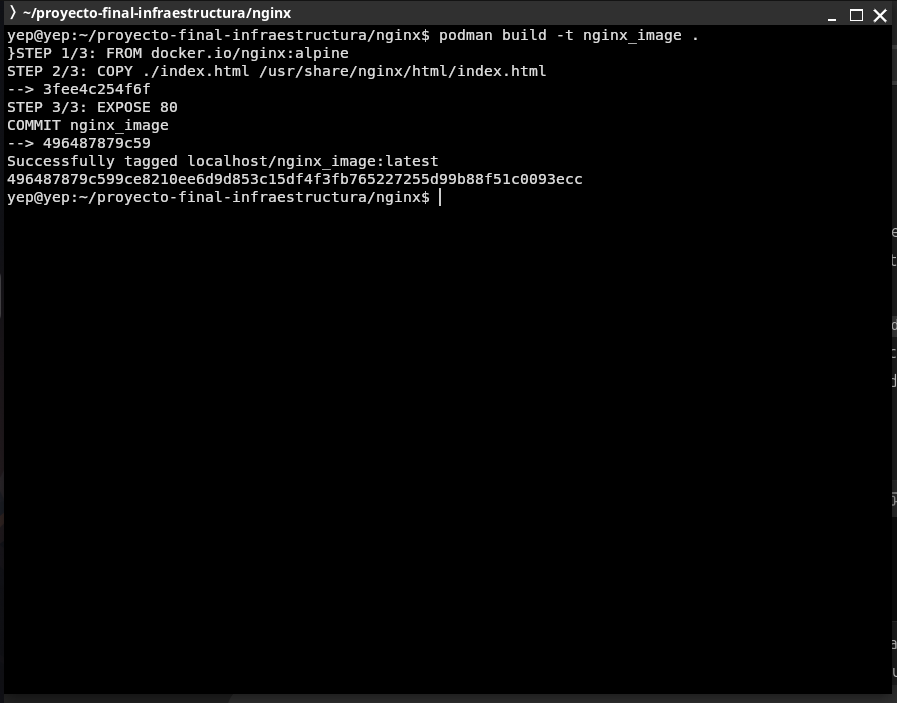 ~/proyecto-final-infraestructura/nginx
yep@yep:~/proyecto-final-infraestructura/nginx$ podman build -t nginx_image .
}STEP 1/3: FROM docker.io/nginx:alpine
STEP 2/3: COPY ./index.html /usr/share/nginx/html/index.html
--> 3fee4c254f6f
STEP 3/3: EXPOSE 80
COMMIT nginx_image
--> 496487879c59
Successfully tagged localhost/nginx_image:latest
496487879c599ce8210ee6d9d853c15df4f3fb765227255d99b88f51c0093ecc
yep@yep:~/proyecto-final-infraestructura/nginx$